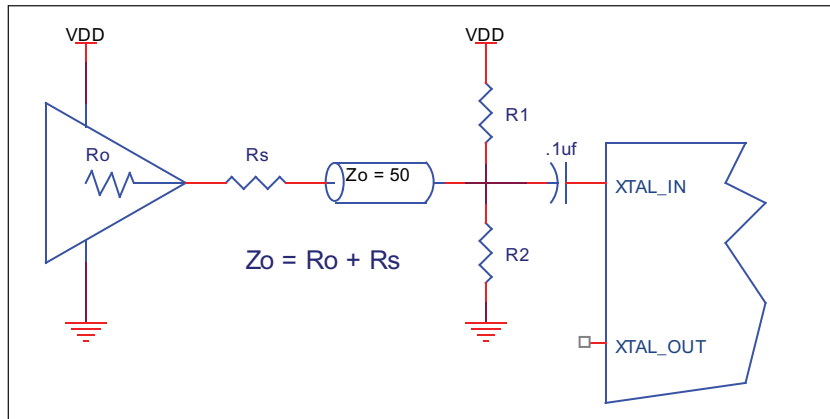 VDD
VDD
R1
Ro
Rs
Zo = 50
.1uf
XTAL_IN
Zo = Ro + Rs
R2
XTAL_OUT